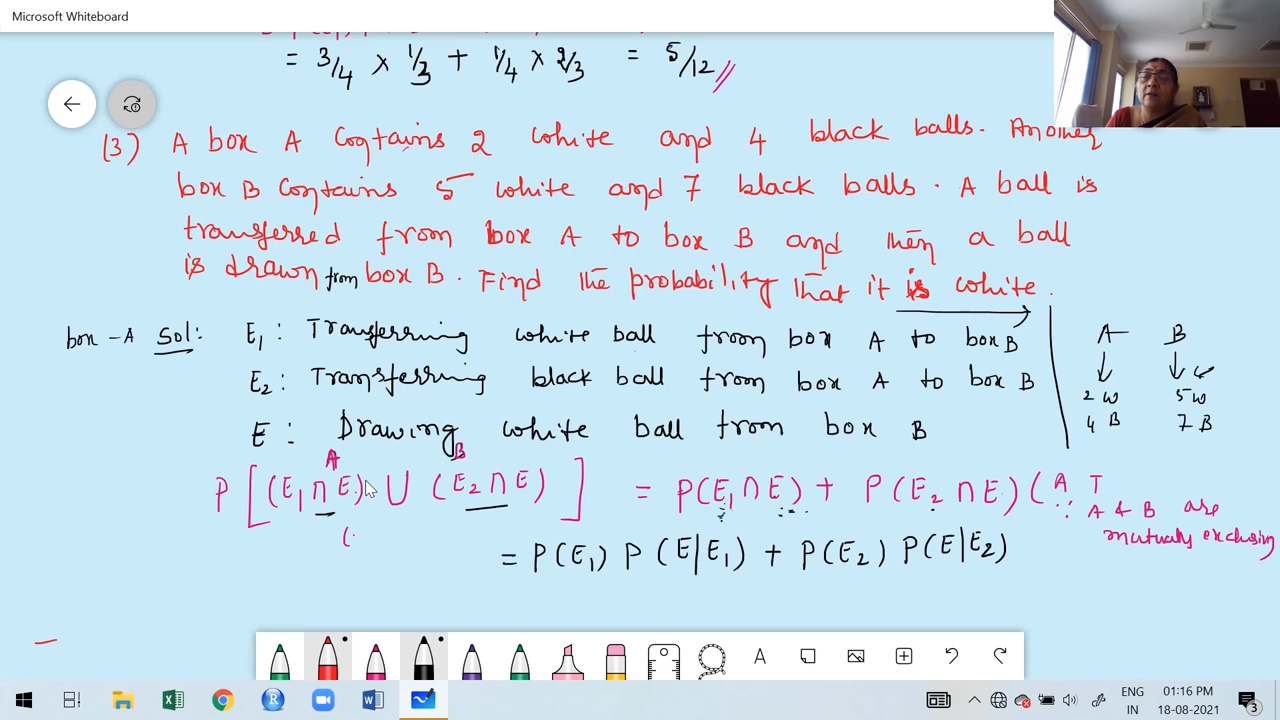 Microsoft Whiteboard
= 3/4 × 1/3 + 1/4 × 2/3 = 5/12 //
(3) A box A contains 2 white and 4 black balls. Another
box B contains 5 white and 7 black balls. A ball is
transferred from box A to box B and then a ball
is drawn from box B. Find the probability that it is white.
box - A Sol: E1: Transferring white ball from box A to box B
E2: Transferring black ball from box A to box B
E: Drawing white ball from box B
A B
2 W 5 W
4 B 7 B
A B
P[(E1∩E) ∪ (E2∩E)] = P(E1∩E) + P(E2∩E) (∵ A T
A & B are
mutually exclusing
(
= P(E1) P(E|E1) + P(E2) P(E|E2)
A
ENG
IN
01:16 PM
18-08-2021
3